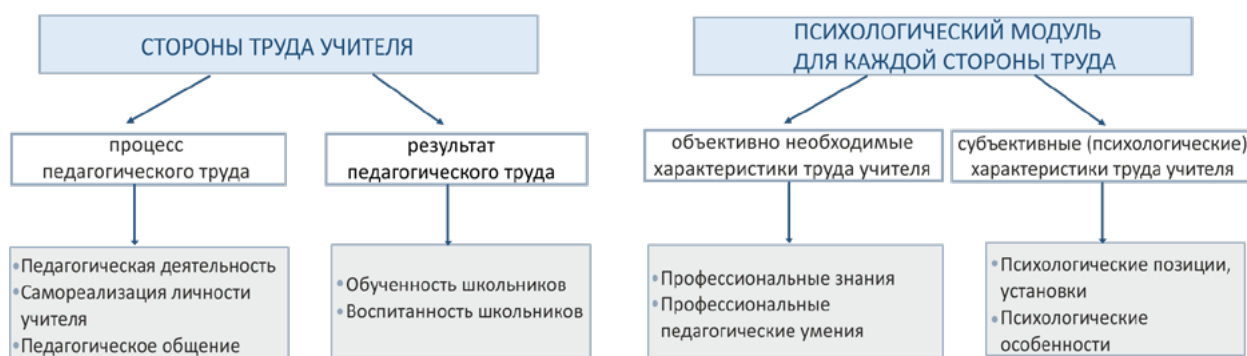 СТОРОНЫ ТРУДА УЧИТЕЛЯ
процесс
педагогического труда
результат
педагогического труда
•Педагогическая деятельность
•Самореализация личности
учителя
•Педагогическое общение
•Обученность школьников
•Воспитанность школьников
ПСИХОЛОГИЧЕСКИЙ МОДУЛЬ
ДЛЯ КАЖДОЙ СТОРОНЫ ТРУДА
объективно необходимые
характеристики труда учителя
субъективные (психологические)
характеристики труда учителя
•Профессиональные знания
•Профессиональные
педагогические умения
•Психологические позиции,
установки
•Психологические
особенности